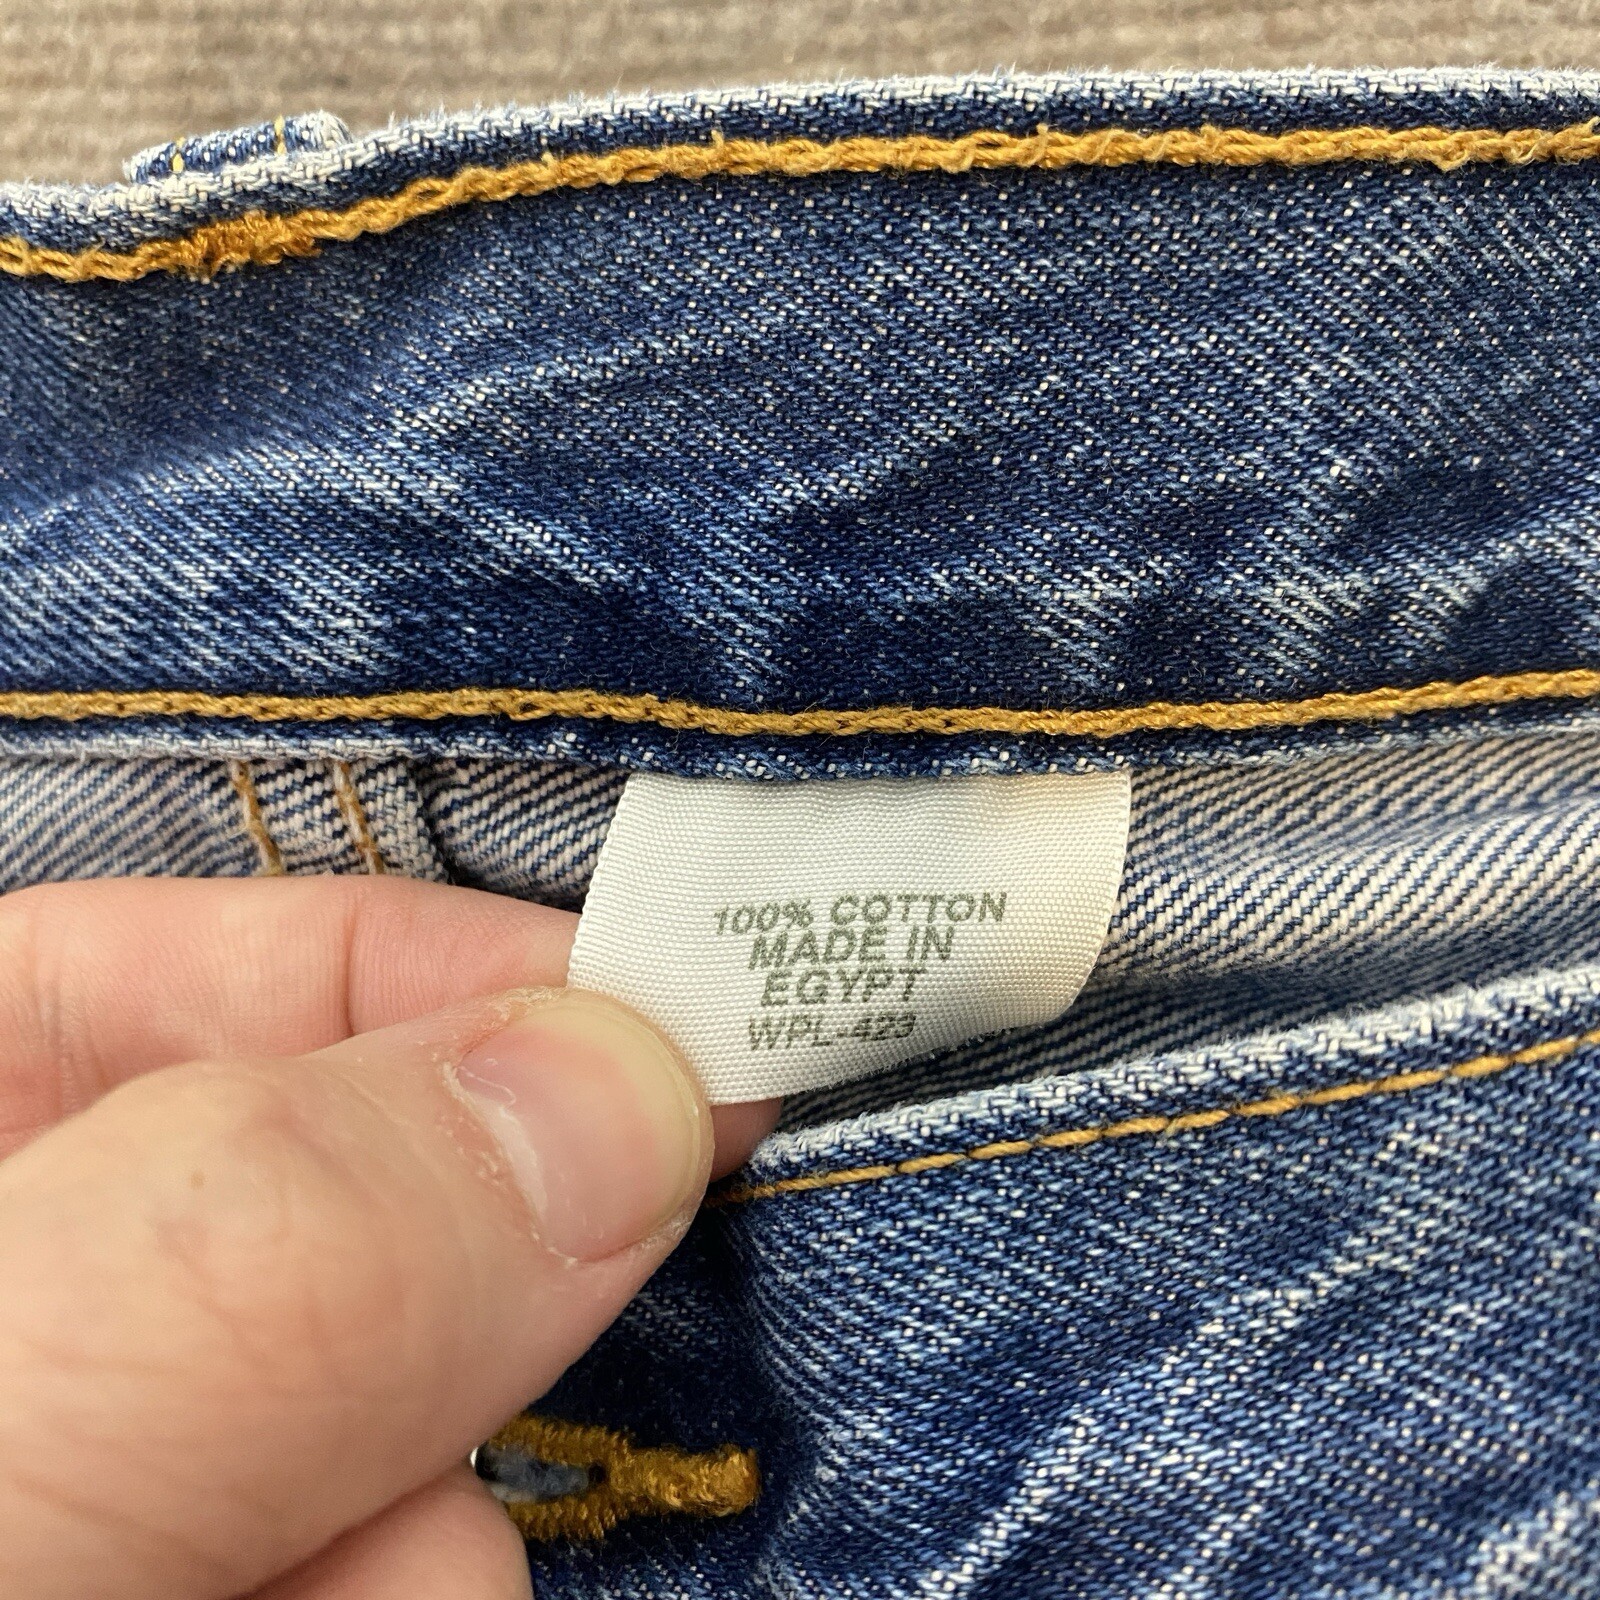 100% COTTON
MADE IN
EGYPT
WPL-423